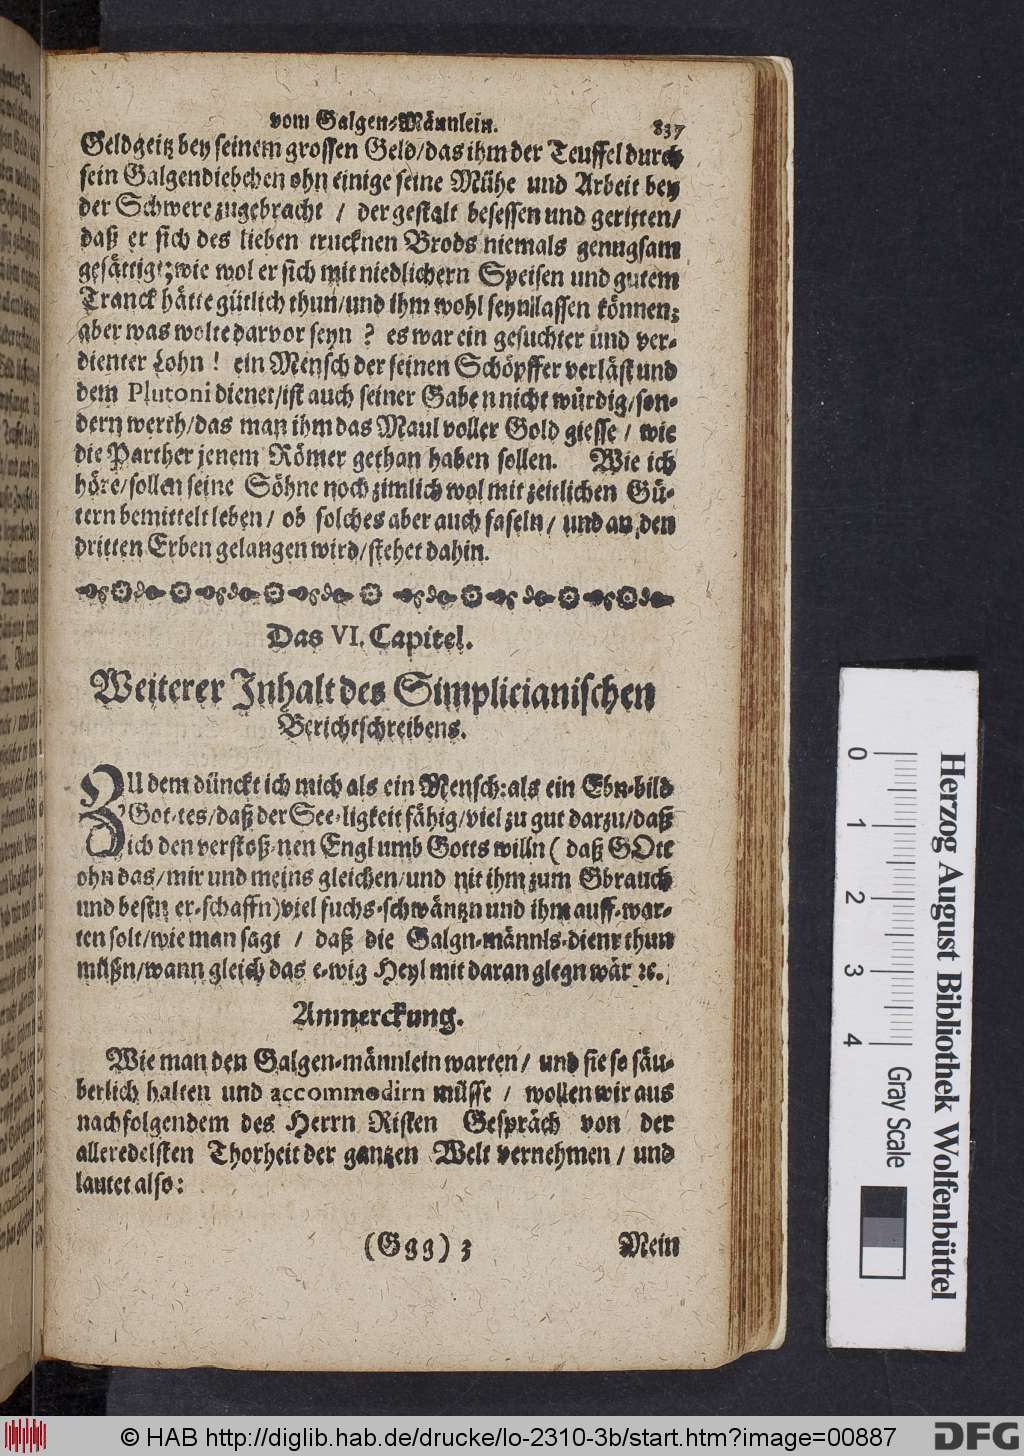 vom Galgen-Männlein. 837
Geldgeitz bey seinem grossen Geld/das ihm der Teuffel durch
sein Galgendiebchen ohn einige seine Mühe und Arbeit bey
der Schwere zugebracht / der gestalt besessen und geritten/
daß er sich des lieben trucknen Brods niemals genugsam
gesättigt; wie wol er sich mit niedlichern Speisen und gutem
Tranck hätte gütlich thun/und ihm wohl seyn lassen können;
aber was wolte darvor seyn ? es war ein gesuchter und ver-
dienter Lohn ! ein Mensch der seinen Schöpffer verläst und
dem Plutoni dienet/ist auch seiner Gaben nicht würdig/son-
dern werth/das man ihm das Maul voller Gold giesse / wie
die Parther jenem Römer gethan haben sollen. Wie ich
höre/sollen seine Söhne noch zimlich wol mit zeitlichen Gü-
tern bemittelt leben / ob solches aber auch faseln / und an den
dritten Erben gelangen wird/stehet dahin.
Das VI. Capitel.
Weiterer Inhalt des Simplicianischen
Berichtschreibens.
ZU dem dünckt ich mich als ein Mensch: als ein Ebn-bild
Got-tes/daß der See-ligkeit fähig/viel zu gut darzu/daß
ich den verstoß-nen Engl umb Gotts willn ( daß GOtt
ohn das/mir und meins gleichen/und nit ihm zum Gbrauch
und bestn er-schaffn) viel fuchs-schwäntzn und ihm auff-war-
ten solt/wie man sagt / daß die Galgn-männls-dienr thun
müßn/wann gleich das e-wig Heyl mit daran glegn wär ꝛc.
Anmerckung.
Wie man den Galgen-männlein warten / und sie so säu-
berlich halten und accommodirn müsse / wollen wir aus
nachfolgendem des Herrn Risten Gespräch von der
alleredelsten Thorheit der gantzen Welt vernehmen / und
lautet also:
(Ggg) 3 Mein
0 1 2 3 4
Herzog August Bibliothek Wolfenbüttel
Gray Scale
© HAB http://diglib.hab.de/drucke/lo-2310-3b/start.htm?image=00887
DFG